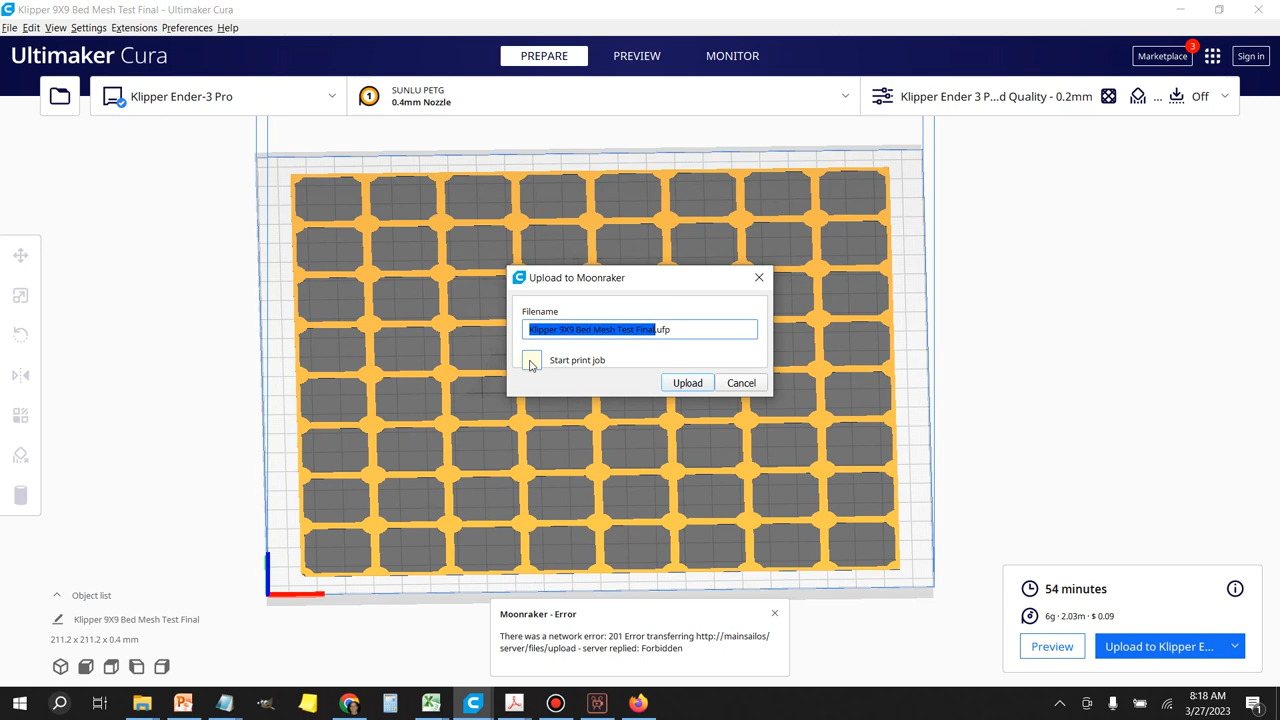 Klipper 9X9 Bed Mesh Test Final - Ultimaker Cura
File Edit View Settings Extensions Preferences Help
Ultimaker Cura
PREPARE
PREVIEW
MONITOR
Marketplace
3
Sign in
Klipper Ender-3 Pro
1
SUNLU PETG
0.4mm Nozzle
Klipper Ender 3 P...d Quality - 0.2mm
...
Off
Upload to Moonraker
Filename
Klipper 9X9 Bed Mesh Test Final.ufp
Start print job
Upload
Cancel
Object list
Klipper 9X9 Bed Mesh Test Final
211.2 x 211.2 x 0.4 mm
Moonraker - Error
There was a network error: 201 Error transferring http://mainsailos/
server/files/upload - server replied: Forbidden
54 minutes
6g · 2.03m · $ 0.09
Preview
Upload to Klipper E...
8:18 AM
3/27/2023
1